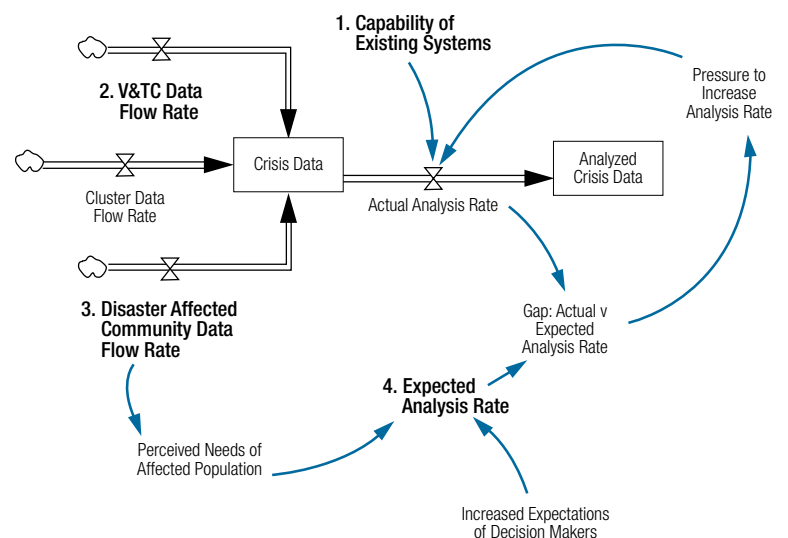 1. Capability of
Existing Systems
2. V&TC Data
Flow Rate
Pressure to
Increase
Analysis Rate
Crisis Data
Analyzed
Crisis Data
Cluster Data
Flow Rate
Actual Analysis Rate
3. Disaster Affected
Community Data
Flow Rate
Gap: Actual v
Expected
Analysis Rate
4. Expected
Analysis Rate
Perceived Needs of
Affected Population
Increased Expectations
of Decision Makers